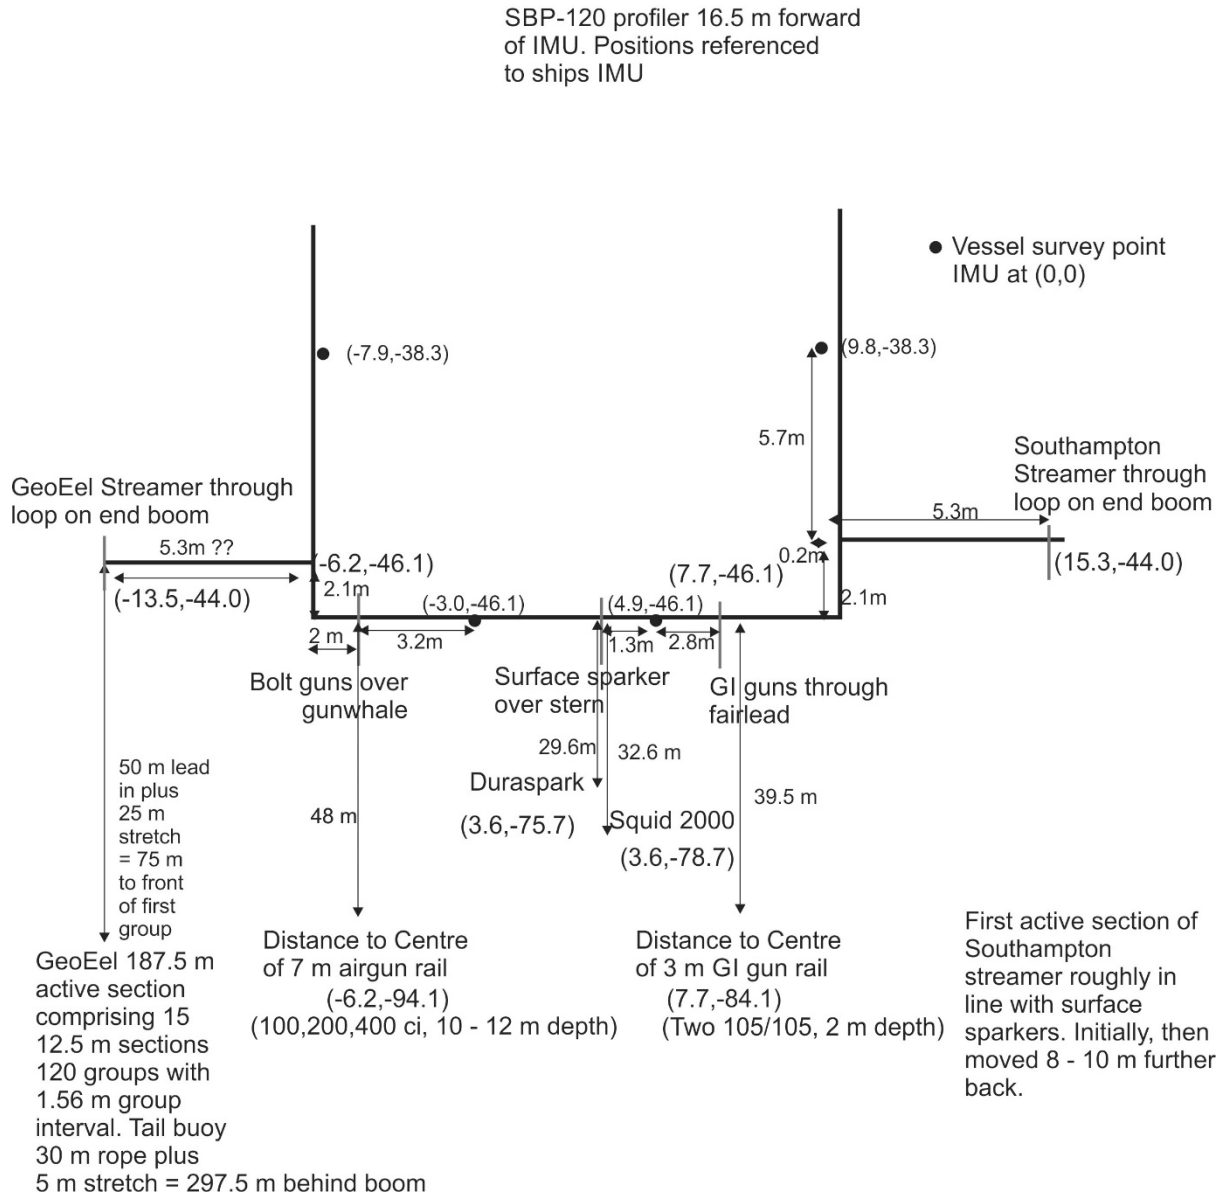 SBP-120 profiler 16.5 m forward
of IMU. Positions referenced
to ships IMU
Vessel survey point
IMU at (0,0)
(-7.9,-38.3)
(9.8,-38.3)
5.7m
Southampton
Streamer through
loop on end boom
5.3m
GeoEel Streamer through
loop on end boom
5.3m ??
(-13.5,-44.0)
(-6.2,-46.1)
2.1m
0.2m
(7.7,-46.1)
(15.3,-44.0)
2.1m
(-3.0,-46.1)
(4.9,-46.1)
2 m
3.2m
1.3m
2.8m
Bolt guns over
gunwhale
Surface sparker
over stern
GI guns through
fairlead
29.6m
32.6 m
Duraspark
(3.6,-75.7)
Squid 2000
(3.6,-78.7)
39.5 m
48 m
50 m lead
in plus
25 m
stretch
= 75 m
to front
of first
group
GeoEel 187.5 m
active section
comprising 15
12.5 m sections
120 groups with
1.56 m group
interval. Tail buoy
30 m rope plus
5 m stretch = 297.5 m behind boom
Distance to Centre
of 7 m airgun rail
(-6.2,-94.1)
(100,200,400 ci, 10 - 12 m depth)
Distance to Centre
of 3 m GI gun rail
(7.7,-84.1)
(Two 105/105, 2 m depth)
First active section of
Southampton
streamer roughly in
line with surface
sparkers. Initially, then
moved 8 - 10 m further
back.